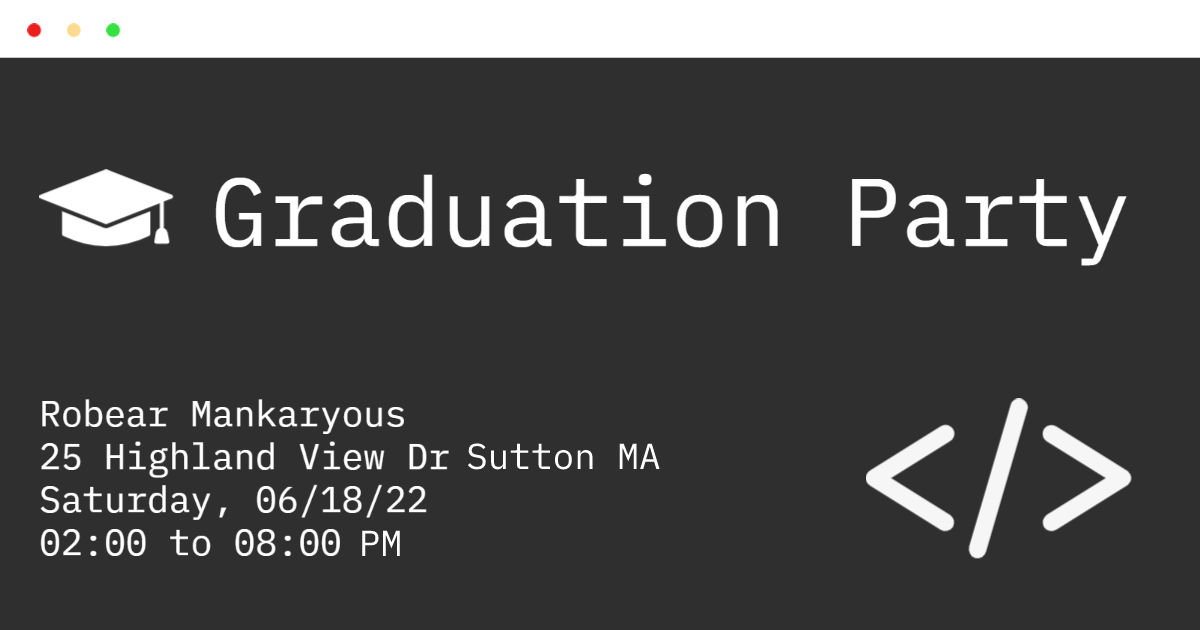 Graduation Party
Robear Mankaryous
25 Highland View Dr Sutton MA
Saturday, 06/18/22
02:00 to 08:00 PM
</>